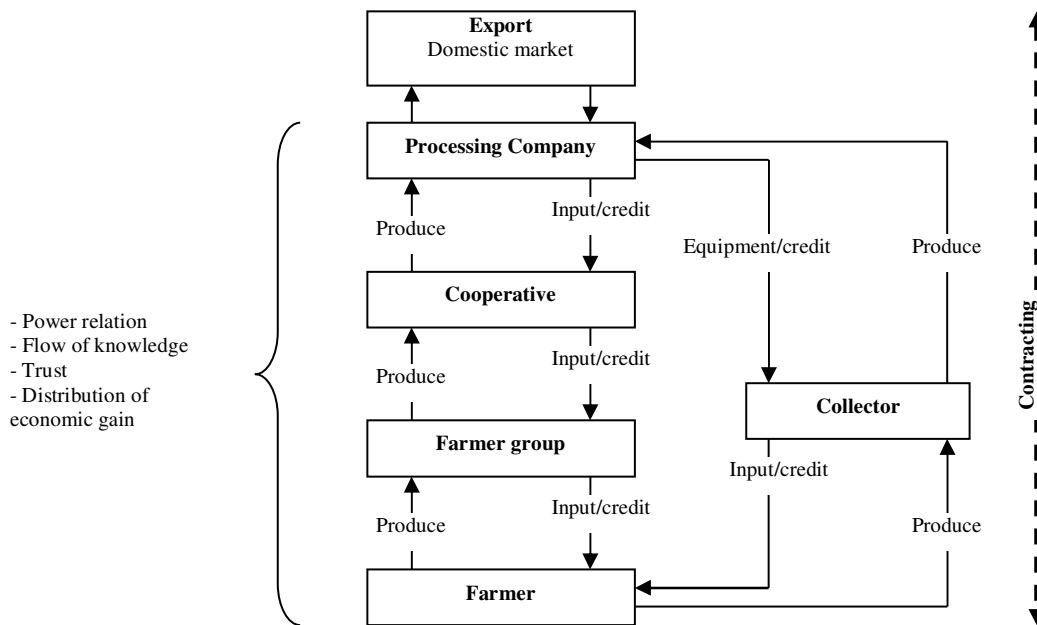 Export
Domestic market
Processing Company
Produce
Input/credit
Equipment/credit
Produce
Cooperative
- Power relation
- Flow of knowledge
- Trust
- Distribution of
economic gain
Produce
Input/credit
Collector
Contracting
Farmer group
Input/credit
Produce
Input/credit
Produce
Farmer